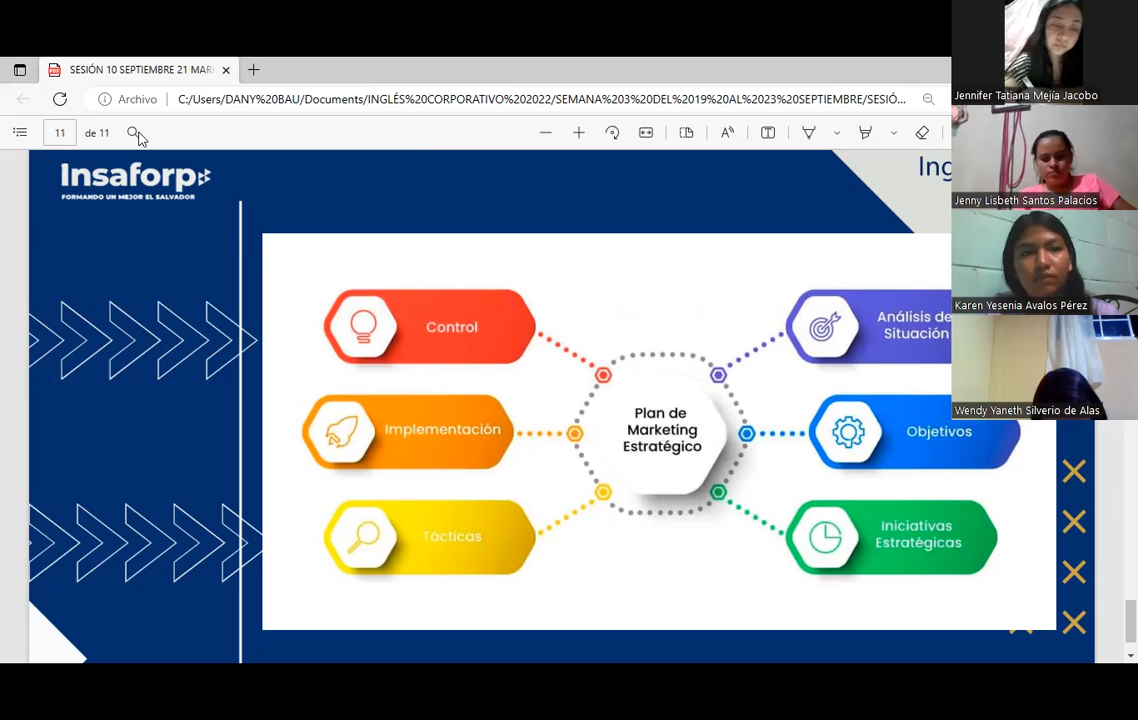 SESIÓN 10 SEPTIEMBRE 21 MAR
Archivo
C:/Users/DANY%20BAU/Documents/INGLÉS%20CORPORATIVO%202022/SEMANA%203%20DEL%2019%20AL%2023%20SEPTIEMBRE/SESIÓ...
11
de 11
Insaforp
FORMANDO UN MEJOR EL SALVADOR
Ing
Control
Implementación
Tácticas
Plan de
Marketing
Estratégico
Análisis de
Situación
Objetivos
Iniciativas
Estratégicas
Jennifer Tatiana Mejía Jacobo
Jenny Lisbeth Santos Palacios
Karen Yesenia Avalos Pérez
Wendy Yaneth Silverio de Alas